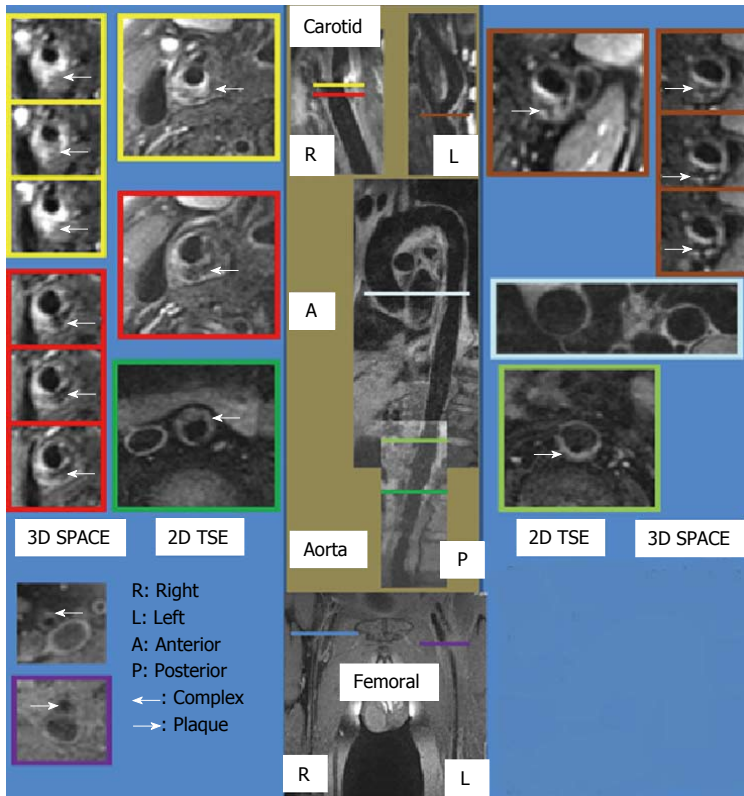 Carotid
R
L
A
3D SPACE
2D TSE
Aorta
P
2D TSE
3D SPACE
R: Right
L: Left
A: Anterior
P: Posterior
←: Complex
→: Plaque
Femoral
R
L